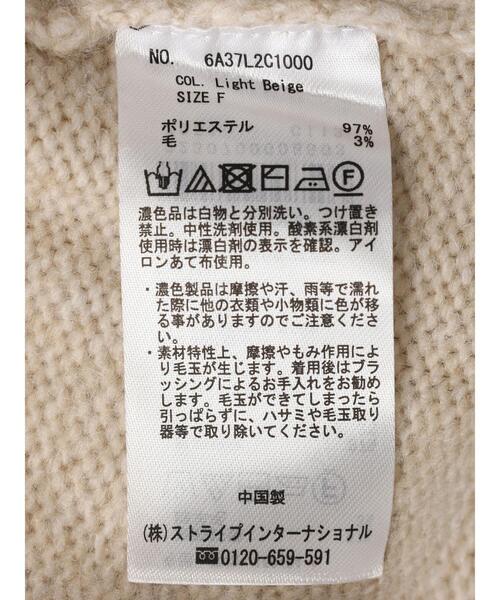 NO. 6A37L2C1000
COL. Light Beige
SIZE F
ポリエステル 97%
毛 3%
F
濃色品は白物と分別洗い。つけ置き
禁止。中性洗剤使用。酸素系漂白剤
使用時は漂白剤の表示を確認。アイ
ロンあて布使用。
・濃色製品は摩擦や汗、雨等で濡れ
た際に他の衣類や小物類に色が移
る事がありますのでご注意くださ
い。
・素材特性上、摩擦やもみ作用によ
り毛玉が生じます。着用後はブラ
ッシングによるお手入れをお勧め
します。毛玉ができてしまったら
引っぱらずに、ハサミや毛玉取り
器等で取り除いてください。
中国製
(株)ストライプインターナショナル
0120-659-591